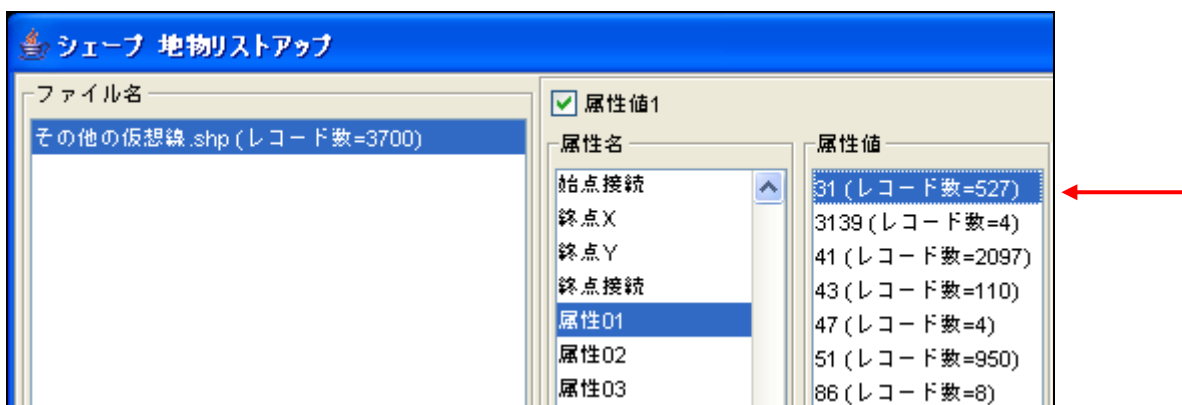 シェープ 地物リストアップ
ファイル名
その他の仮想線.shp (レコード数=3700)
属性値1
属性名
始点接続
終点X
終点Y
終点接続
属性01
属性02
属性03
属性値
31 (レコード数=527)
3139 (レコード数=4)
41 (レコード数=2097)
43 (レコード数=110)
47 (レコード数=4)
51 (レコード数=950)
86 (レコード数=8)